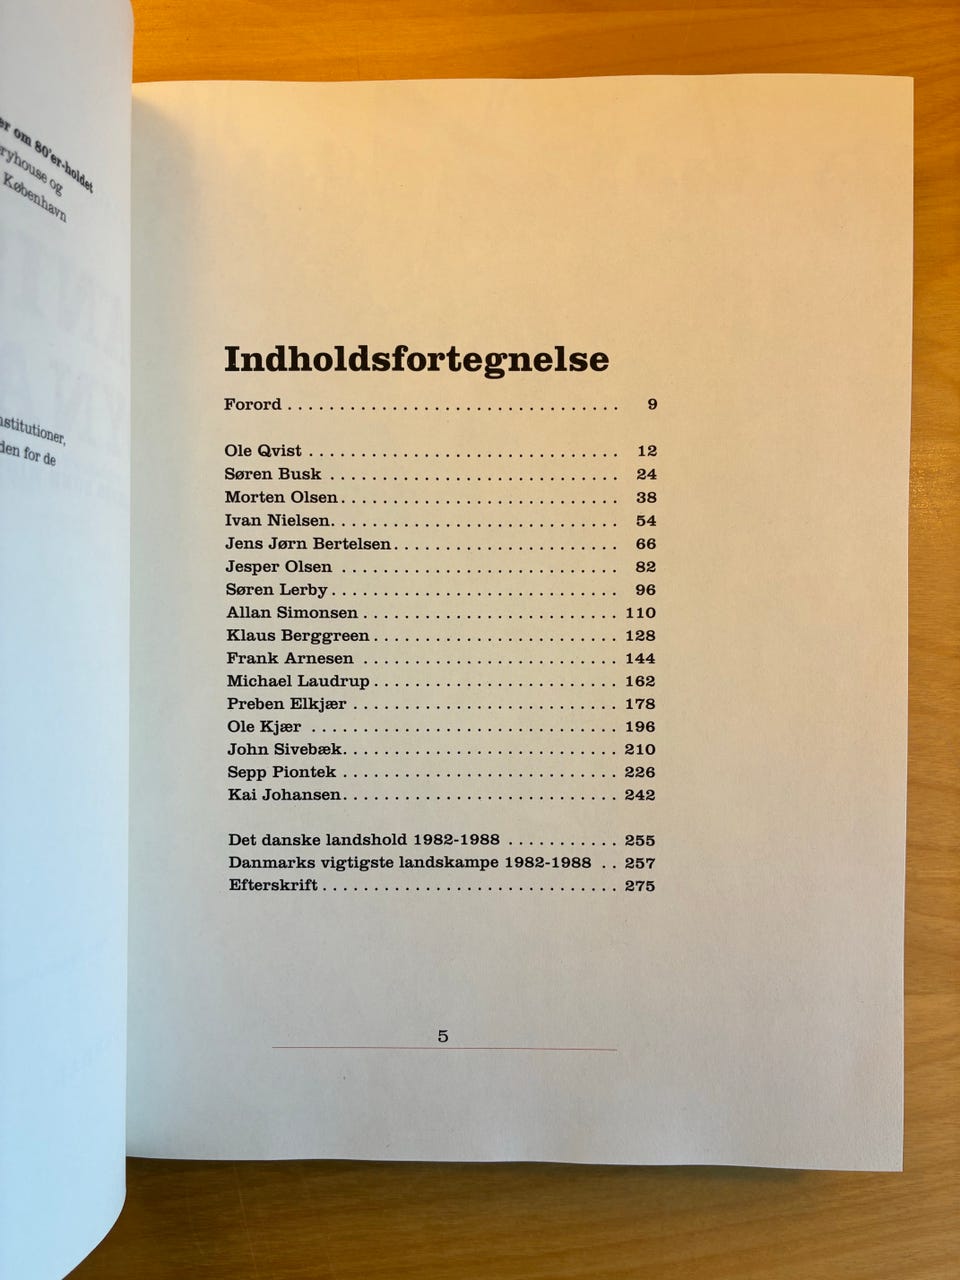 er om 80'er-holdet
ryhouse og
København
nstitutioner,
den for de
Indholdsfortegnelse
Forord . . . . . . . . . . . . . . . . . . . . . . . . . . . . . . . . 9
Ole Qvist . . . . . . . . . . . . . . . . . . . . . . . . . . . . . . 12
Søren Busk . . . . . . . . . . . . . . . . . . . . . . . . . . . . 24
Morten Olsen . . . . . . . . . . . . . . . . . . . . . . . . . . . 38
Ivan Nielsen. . . . . . . . . . . . . . . . . . . . . . . . . . . . 54
Jens Jørn Bertelsen . . . . . . . . . . . . . . . . . . . . . . 66
Jesper Olsen . . . . . . . . . . . . . . . . . . . . . . . . . . . 82
Søren Lerby . . . . . . . . . . . . . . . . . . . . . . . . . . . . 96
Allan Simonsen . . . . . . . . . . . . . . . . . . . . . . . . . 110
Klaus Berggreen . . . . . . . . . . . . . . . . . . . . . . . . 128
Frank Arnesen . . . . . . . . . . . . . . . . . . . . . . . . . 144
Michael Laudrup . . . . . . . . . . . . . . . . . . . . . . . . 162
Preben Elkjær . . . . . . . . . . . . . . . . . . . . . . . . . . 178
Ole Kjær . . . . . . . . . . . . . . . . . . . . . . . . . . . . . . 196
John Sivebæk. . . . . . . . . . . . . . . . . . . . . . . . . . . 210
Sepp Piontek . . . . . . . . . . . . . . . . . . . . . . . . . . . 226
Kai Johansen. . . . . . . . . . . . . . . . . . . . . . . . . . . 242
Det danske landshold 1982-1988 . . . . . . . . . . . 255
Danmarks vigtigste landskampe 1982-1988 . . 257
Efterskrift . . . . . . . . . . . . . . . . . . . . . . . . . . . . . 275
5